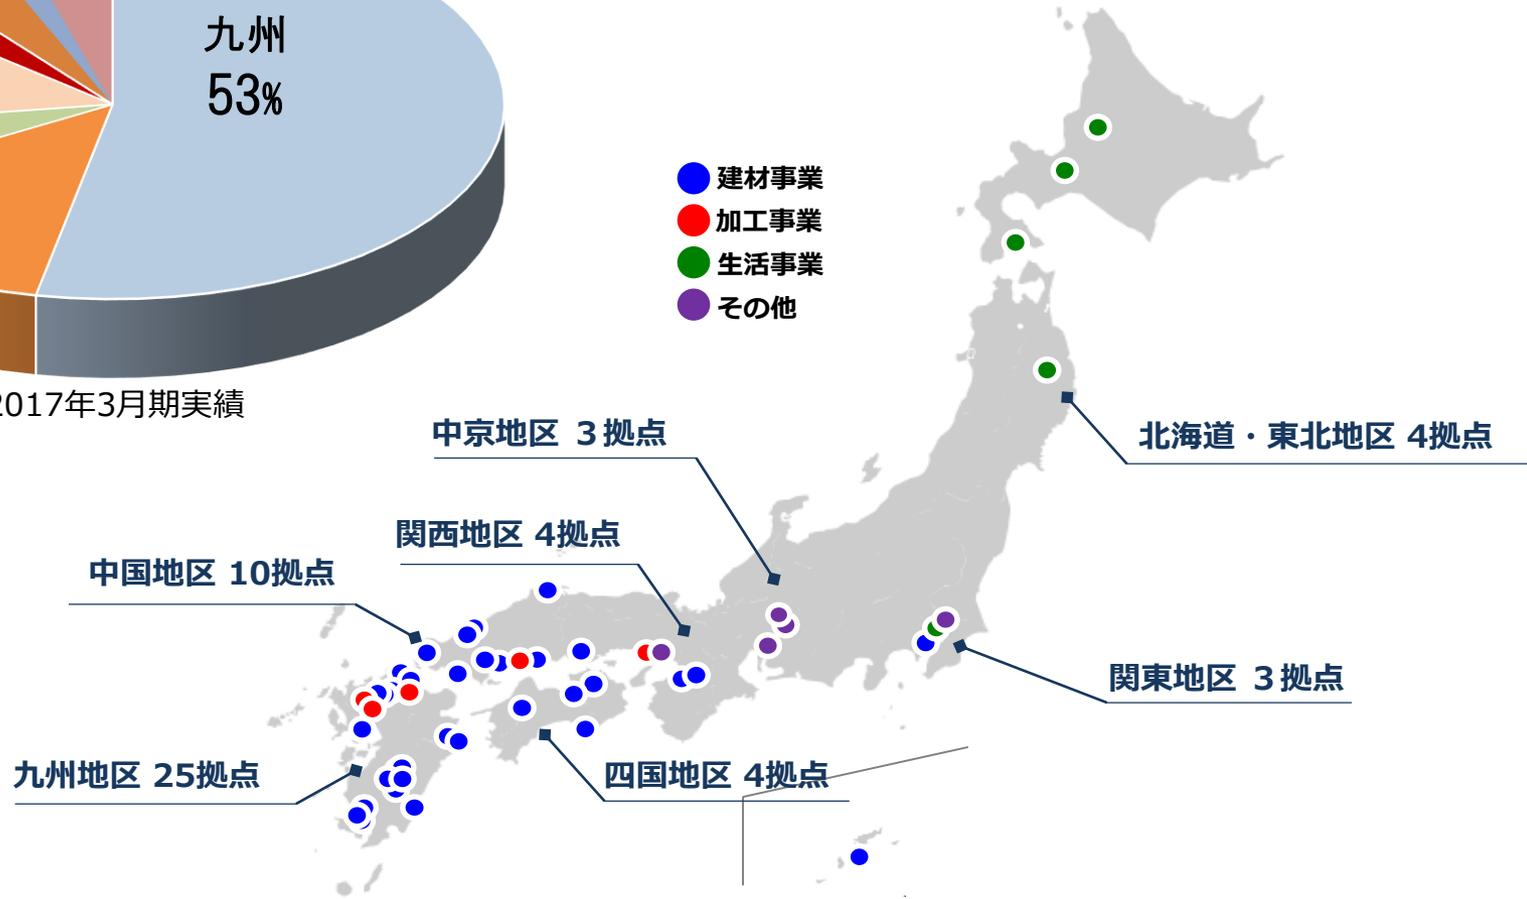 九州
53%
建材事業
加工事業
生活事業
その他
2017年3月期実績
中京地区 3拠点
北海道・東北地区 4拠点
関西地区 4拠点
中国地区 10拠点
関東地区 3拠点
九州地区 25拠点
四国地区 4拠点